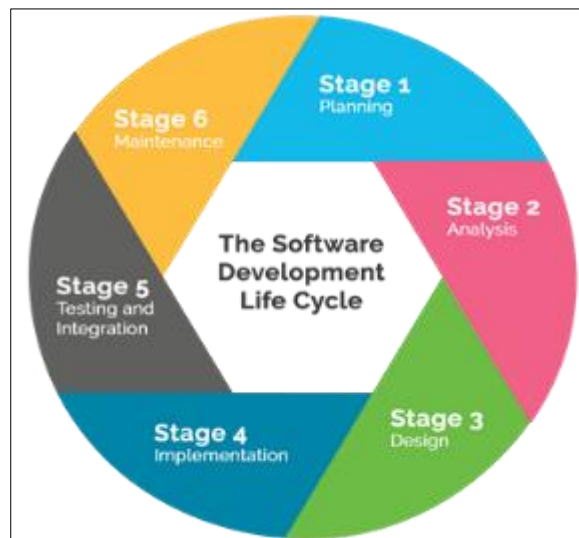 Stage 1
Planning
Stage 2
Analysis
Stage 3
Design
Stage 4
Implementation
Stage 5
Testing and
Integration
Stage 6
Maintenance
The Software
Development
Life Cycle